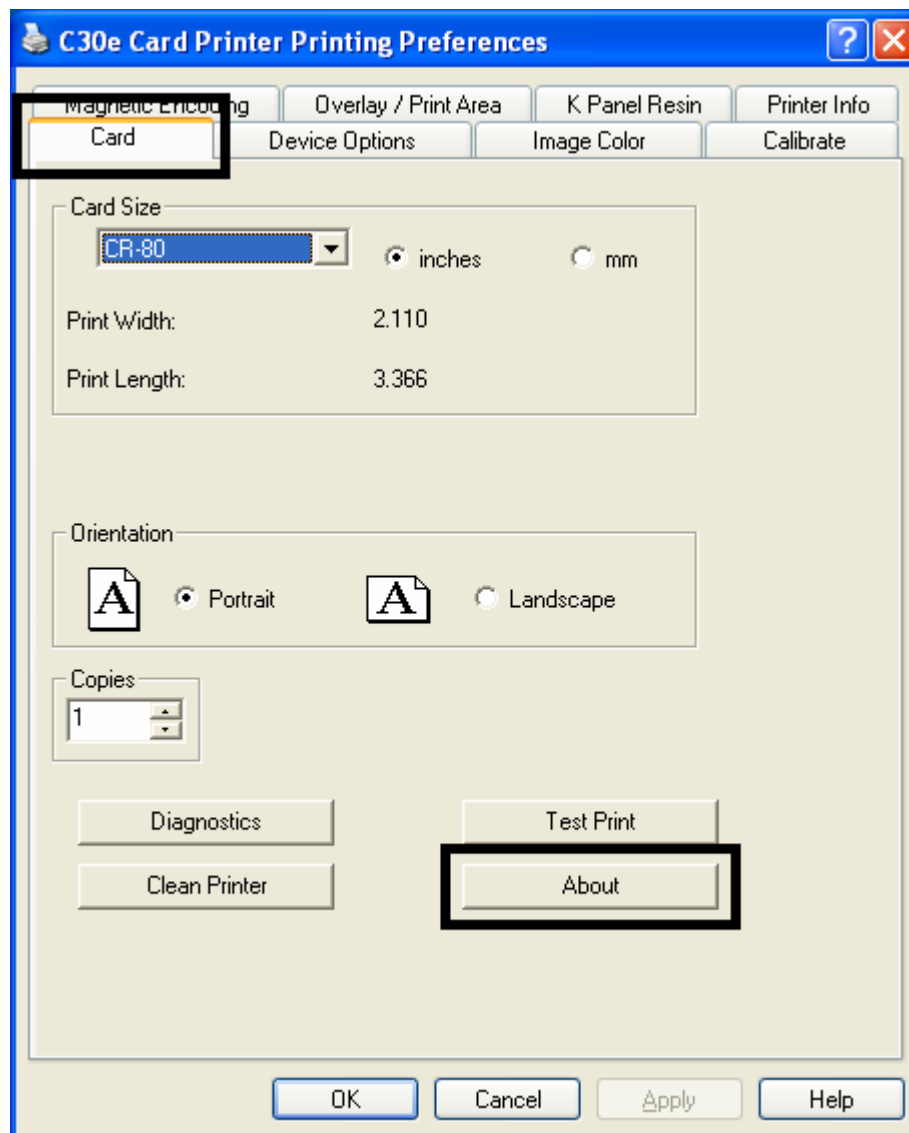 C30e Card Printer Printing Preferences
Magnetic Encoding Overlay / Print Area K Panel Resin Printer Info
Card Device Options Image Color Calibrate
Card Size
CR-80 inches mm
Print Width: 2.110
Print Length: 3.366
Orientation
A Portrait A Landscape
Copies
1
Diagnostics Test Print
Clean Printer About
OK Cancel Apply Help